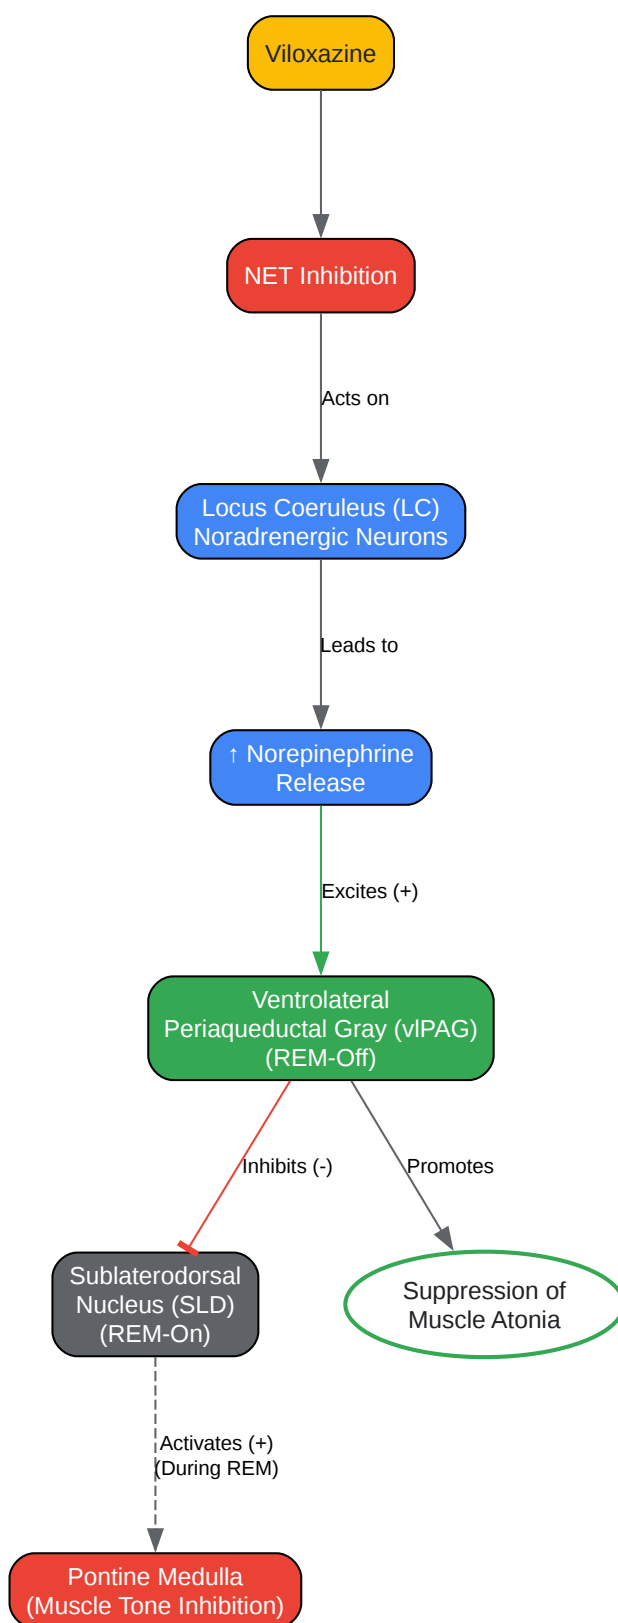 Viloxazine
NET Inhibition
Acts on
Locus Coeruleus (LC)
Noradrenergic Neurons
Leads to
↑ Norepinephrine
Release
Excites (+)
Ventrolateral
Periaqueductal Gray (vlPAG)
(REM-Off)
Inhibits (-)
Promotes
Sublaterodorsal
Nucleus (SLD)
(REM-On)
Suppression of
Muscle Atonia
Activates (+)
(During REM)
Pontine Medulla
(Muscle Tone Inhibition)